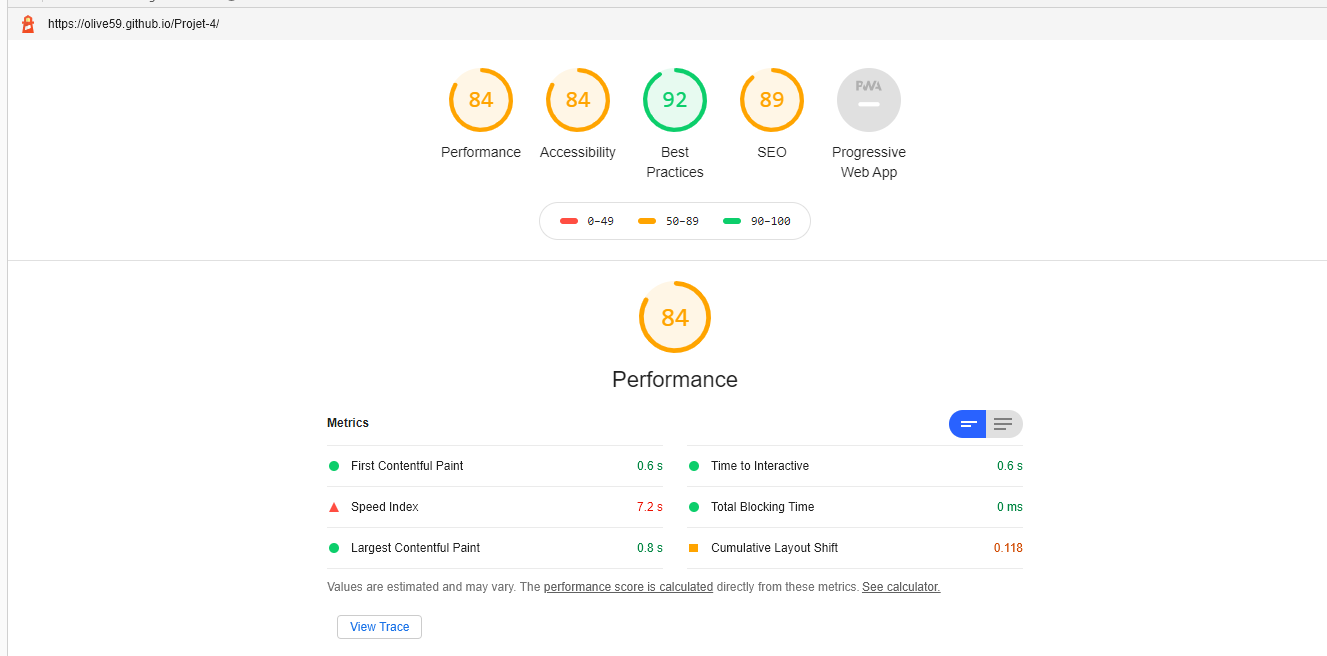 https://olive59.github.io/Projet-4/
84 84 92 89 PWA
Performance Accessibility Best Practices SEO Progressive Web App
0–49 50–89 90–100
84
Performance
Metrics
First Contentful Paint 0.6 s
Time to Interactive 0.6 s
Speed Index 7.2 s
Total Blocking Time 0 ms
Largest Contentful Paint 0.8 s
Cumulative Layout Shift 0.118
Values are estimated and may vary. The performance score is calculated directly from these metrics. See calculator.
View Trace